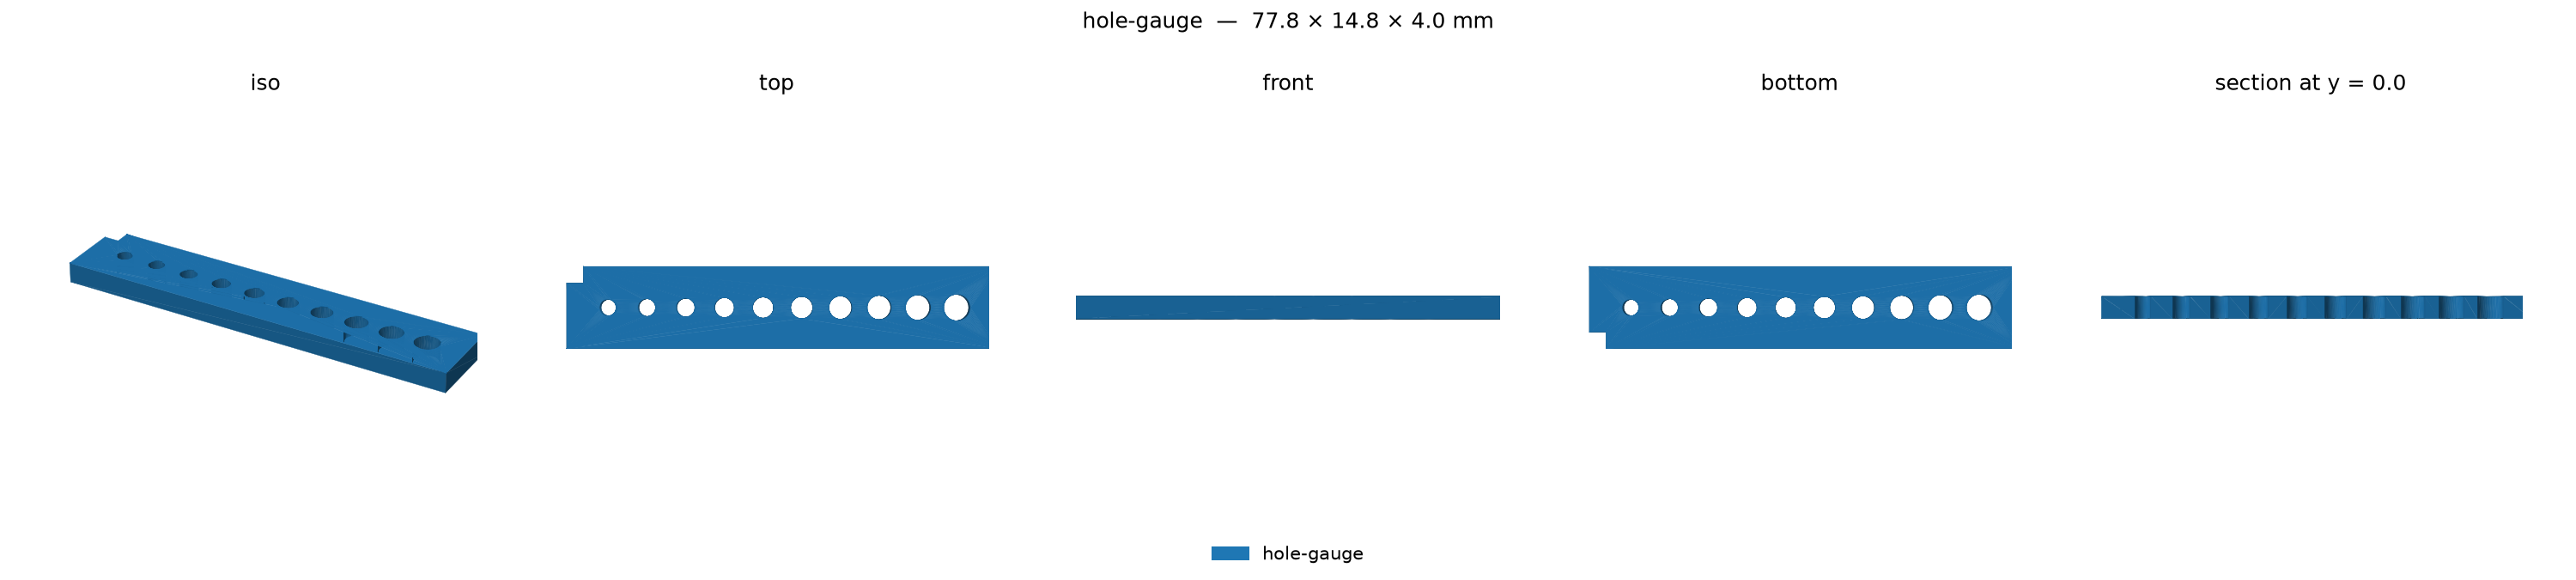 hole-gauge — 77.8 × 14.8 × 4.0 mm
iso
top
front
bottom
section at y = 0.0
hole-gauge